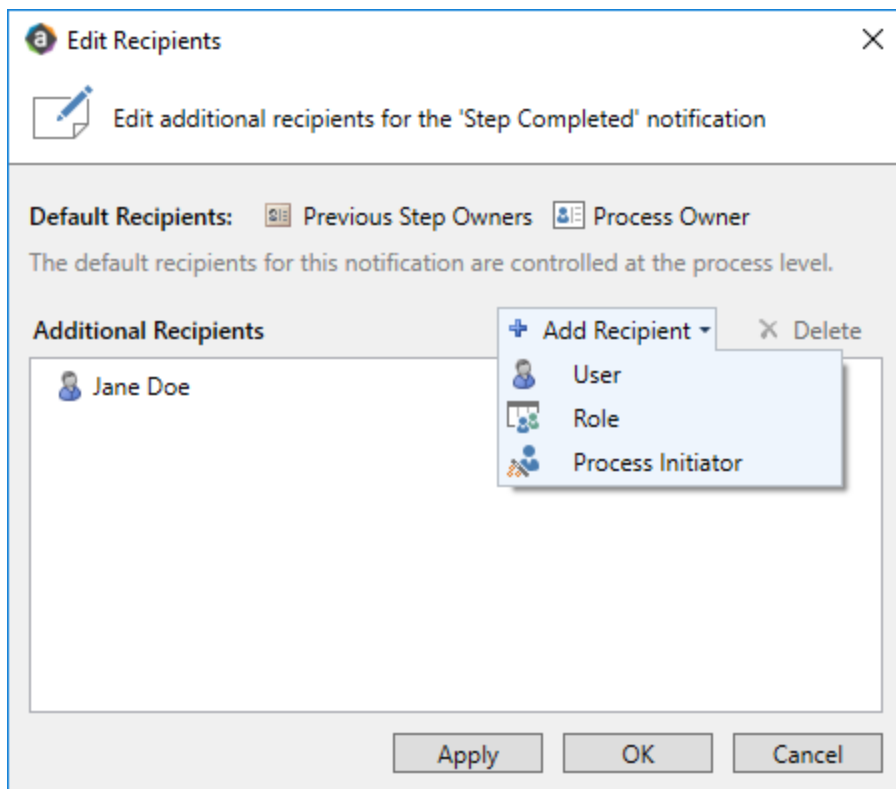 Edit Recipients
Edit additional recipients for the 'Step Completed' notification
Default Recipients: Previous Step Owners Process Owner
The default recipients for this notification are controlled at the process level.
Additional Recipients Add Recipient Delete
Jane Doe
User
Role
Process Initiator
Apply OK Cancel